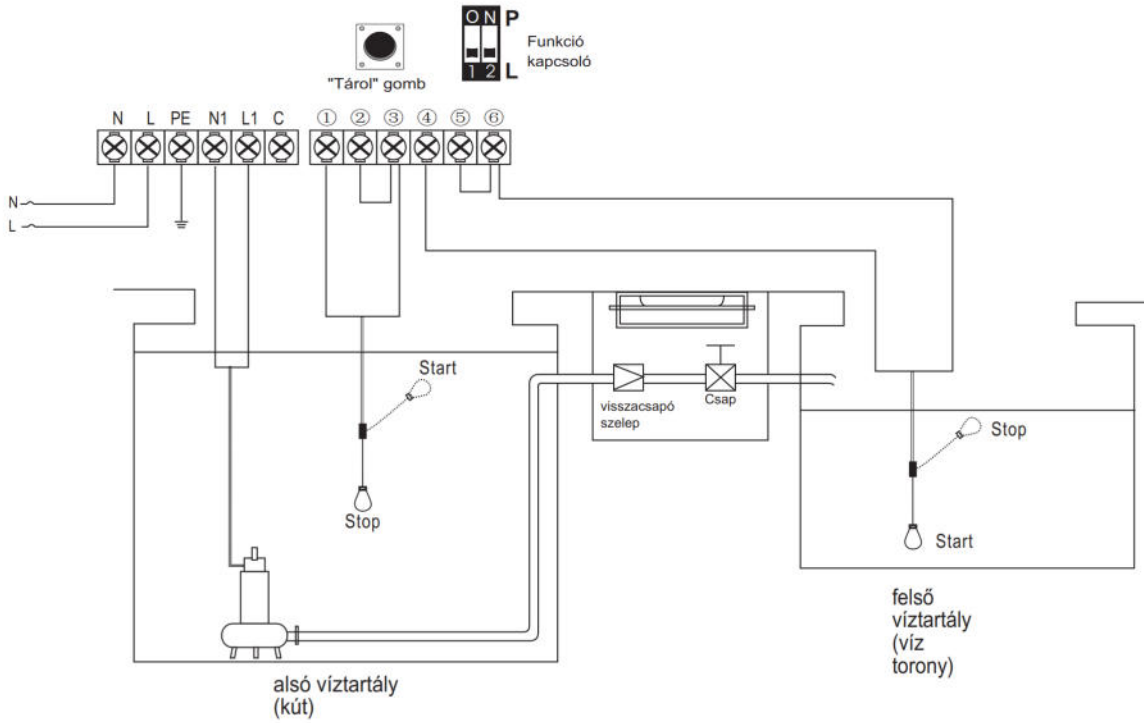 ON P
Funkció
kapcsoló
1 2 L
"Tárol" gomb
N L PE N1 L1 C ① ② ③ ④ ⑤ ⑥
N
L
Start
Stop
visszacsapó
szelep
Csap
Stop
Start
alsó víztartály
(kút)
felső
víztartály
(víz
torony)